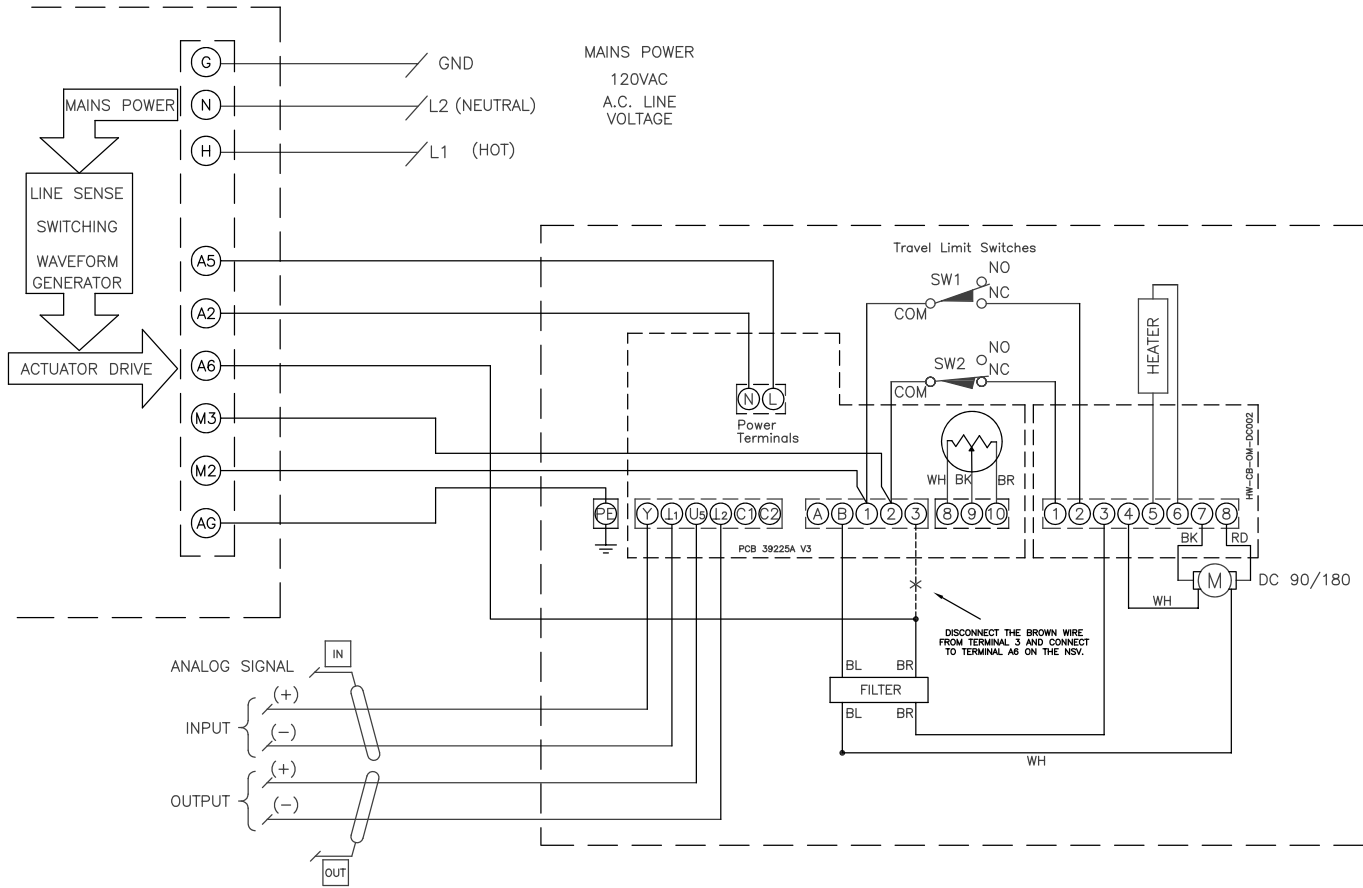 G
GND
MAINS POWER
120VAC
A.C. LINE
VOLTAGE
MAINS POWER
N
L2 (NEUTRAL)
H
L1 (HOT)
LINE SENSE
SWITCHING
WAVEFORM
GENERATOR
ACTUATOR DRIVE
A5
A2
A6
M3
M2
AG
Travel Limit Switches
SW1
NO
NC
COM
SW2
NO
NC
COM
HEATER
N L
Power
Terminals
WH BK BR
HW-CB-OM-DC002
PE
Y L1 U5 L2 C1 C2
A B 1 2 3
8 9 10
1 2 3 4 5 6 7 8
PCB 39225A V3
BK RD
M
DC 90/180
WH
DISCONNECT THE BROWN WIRE
FROM TERMINAL 3 AND CONNECT
TO TERMINAL A6 ON THE NSV.
BL BR
FILTER
BL BR
WH
ANALOG SIGNAL
IN
(+)
INPUT
(−)
(+)
OUTPUT
(−)
OUT